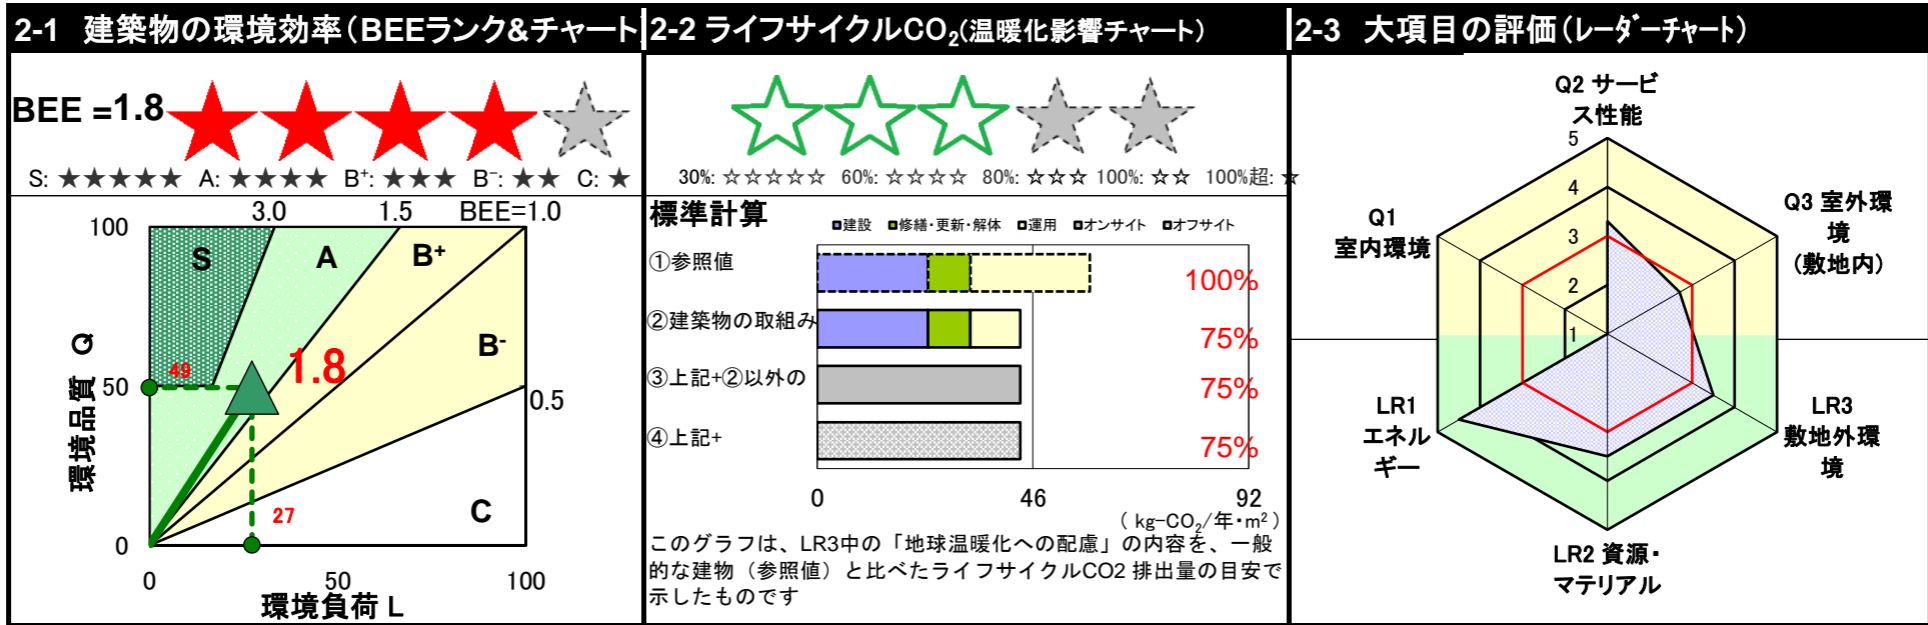 2-1 建築物の環境効率(BEEランク&チャート)
BEE =1.8
S: ★★★★★ A: ★★★★ B⁺: ★★★ B⁻: ★★ C: ★
3.0 1.5 BEE=1.0
100
S A B⁺
環境品質 Q
1.8
B⁻
49
50
0.5
27
C
0
0 50 100
環境負荷 L
2-2 ライフサイクルCO₂(温暖化影響チャート)
30%: ☆☆☆☆☆ 60%: ☆☆☆☆ 80%: ☆☆☆ 100%: ☆☆ 100%超: ☆
標準計算
■建設 ■修繕・更新・解体 □運用 □オンサイト □オフサイト
①参照値 100%
②建築物の取組み 75%
③上記+②以外の 75%
④上記+ 75%
0 46 92
( kg-CO₂/年・m² )
このグラフは、LR3中の「地球温暖化への配慮」の内容を、一般
的な建物(参照値)と比べたライフサイクルCO2 排出量の目安で
示したものです
2-3 大項目の評価(レーダーチャート)
Q2 サービ
ス性能
5
4
3
2
1
Q1
室内環境
Q3 室外環
境
(敷地内)
LR1
エネル
ギー
LR3
敷地外環
境
LR2 資源・
マテリアル